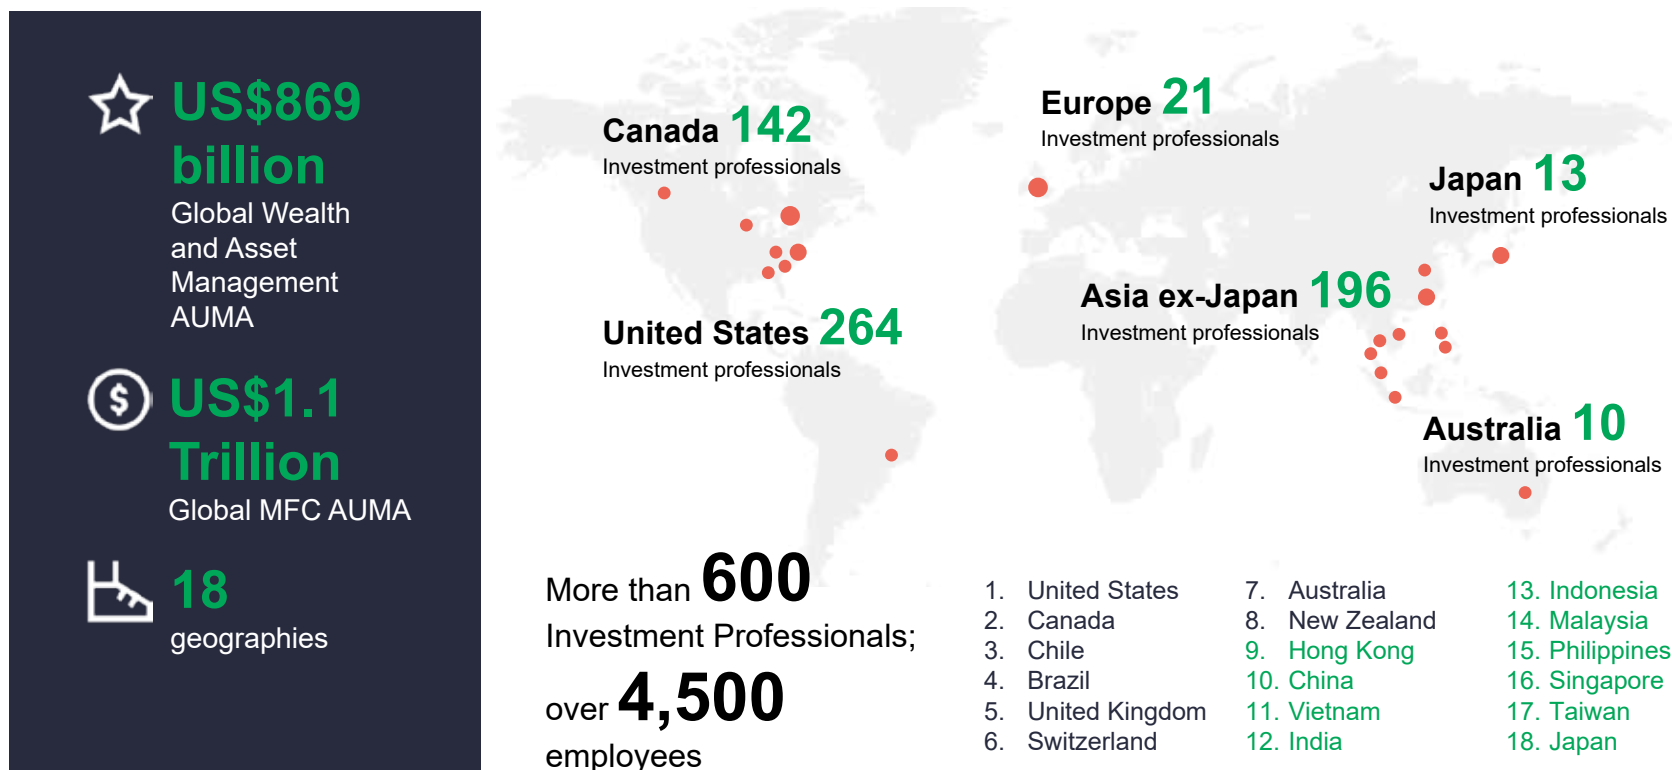 US$869
billion
Global Wealth
and Asset
Management
AUMA
US$1.1
Trillion
Global MFC AUMA
18
geographies
Canada 142
Investment professionals
Europe 21
Investment professionals
Japan 13
Investment professionals
Asia ex-Japan 196
Investment professionals
United States 264
Investment professionals
Australia 10
Investment professionals
More than 600
Investment Professionals;
over 4,500
employees
1. United States
2. Canada
3. Chile
4. Brazil
5. United Kingdom
6. Switzerland
7. Australia
8. New Zealand
9. Hong Kong
10. China
11. Vietnam
12. India
13. Indonesia
14. Malaysia
15. Philippines
16. Singapore
17. Taiwan
18. Japan